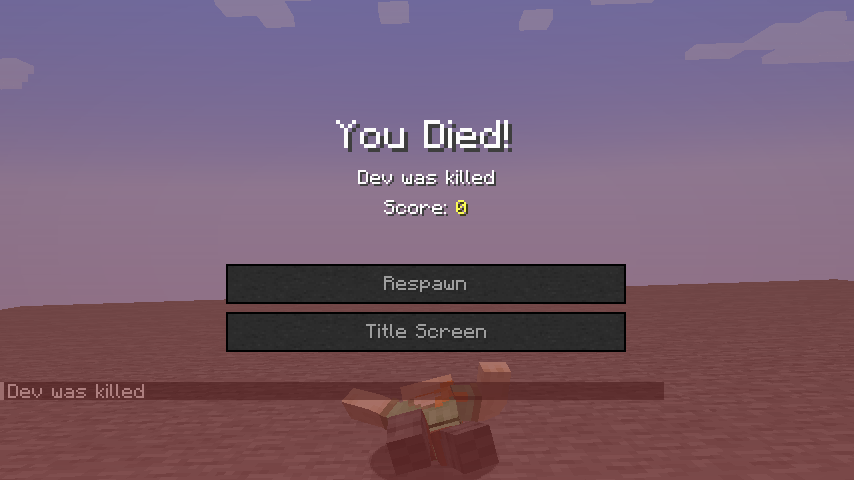 You Died!
Dev was killed
Score: 0
Respawn
Title Screen
Dev was killed